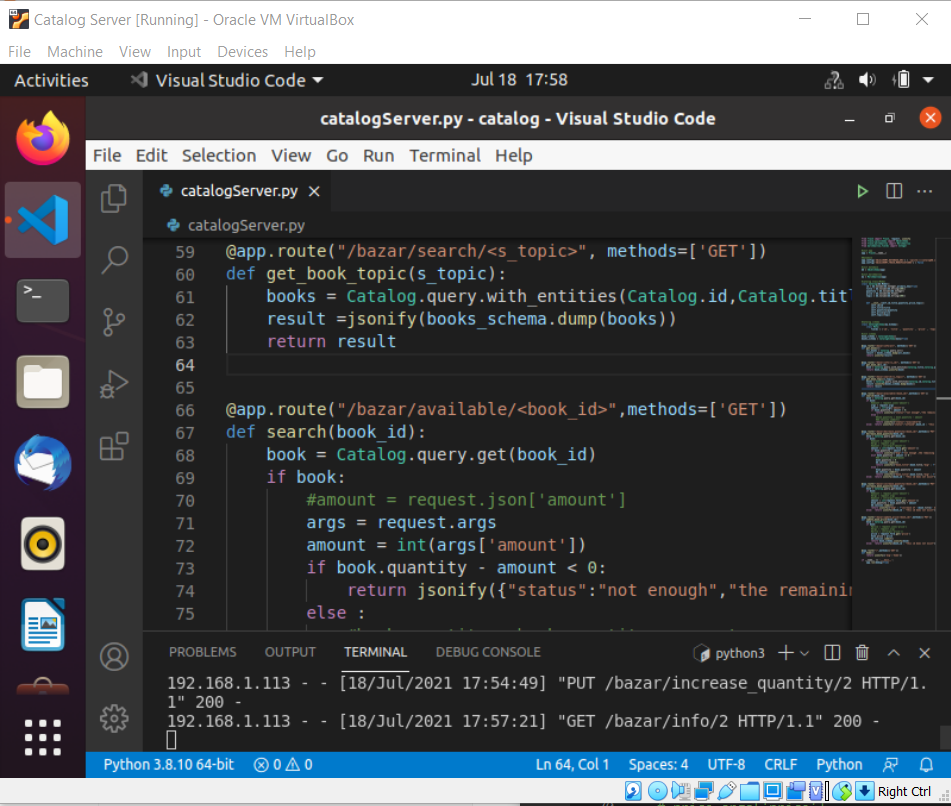 Catalog Server [Running] - Oracle VM VirtualBox
File Machine View Input Devices Help
Activities Visual Studio Code Jul 18 17:58
catalogServer.py - catalog - Visual Studio Code
File Edit Selection View Go Run Terminal Help
catalogServer.py
catalogServer.py
59 @app.route("/bazar/search/<s_topic>", methods=['GET'])
60 def get_book_topic(s_topic):
61 books = Catalog.query.with_entities(Catalog.id,Catalog.titl
62 result =jsonify(books_schema.dump(books))
63 return result
64
65
66 @app.route("/bazar/available/<book_id>",methods=['GET'])
67 def search(book_id):
68 book = Catalog.query.get(book_id)
69 if book:
70 #amount = request.json['amount']
71 args = request.args
72 amount = int(args['amount'])
73 if book.quantity - amount < 0:
74 return jsonify({"status":"not enough","the remainin
75 else :
PROBLEMS OUTPUT TERMINAL DEBUG CONSOLE python3
192.168.1.113 - - [18/Jul/2021 17:54:49] "PUT /bazar/increase_quantity/2 HTTP/1.
1" 200 -
192.168.1.113 - - [18/Jul/2021 17:57:21] "GET /bazar/info/2 HTTP/1.1" 200 -
Python 3.8.10 64-bit 0 0 Ln 64, Col 1 Spaces: 4 UTF-8 CRLF Python
Right Ctrl